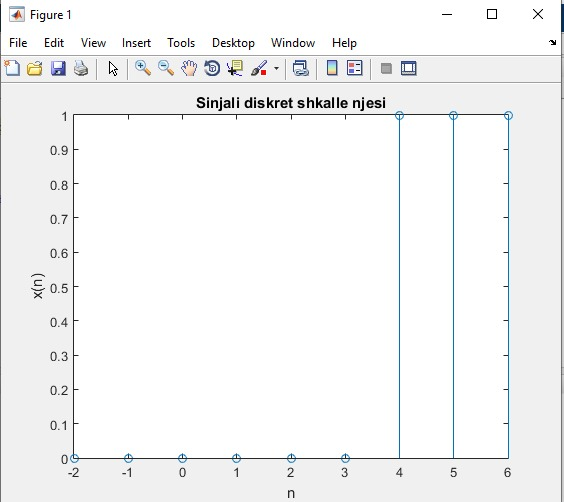 Figure 1
File Edit View Insert Tools Desktop Window Help
Sinjali diskret shkalle njesi
1
0.9
0.8
0.7
0.6
0.5
0.4
0.3
0.2
0.1
0
x(n)
-2 -1 0 1 2 3 4 5 6
n